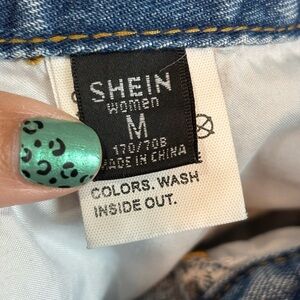 SHEIN
women
M
170/70B
MADE IN CHINA
COLORS. WASH
INSIDE OUT.